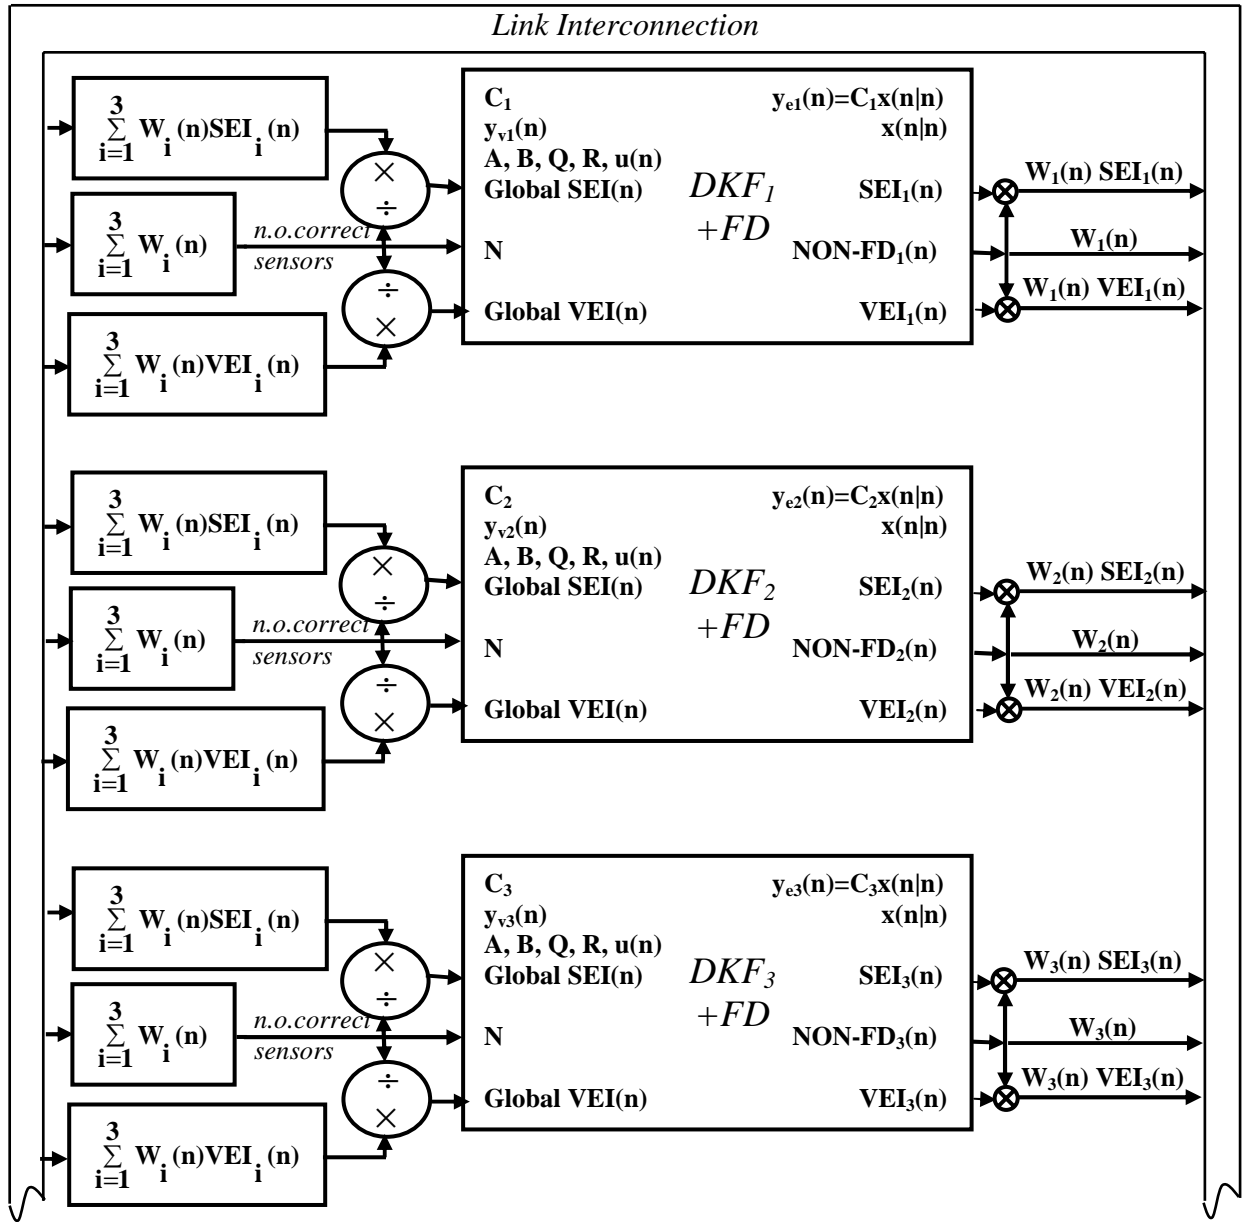 Link Interconnection
3
∑ W_i(n)SEI_i(n)
i=1
3
∑ W_i(n)
i=1
3
∑ W_i(n)VEI_i(n)
i=1
×
÷
n.o.correct
sensors
÷
×
C₁
y_v1(n)
A, B, Q, R, u(n)
Global SEI(n)
N
Global VEI(n)
DKF₁
+FD
y_e1(n)=C₁x(n|n)
x(n|n)
SEI₁(n)
NON-FD₁(n)
VEI₁(n)
W₁(n) SEI₁(n)
W₁(n)
W₁(n) VEI₁(n)
3
∑ W_i(n)SEI_i(n)
i=1
3
∑ W_i(n)
i=1
3
∑ W_i(n)VEI_i(n)
i=1
×
÷
n.o.correct
sensors
÷
×
C₂
y_v2(n)
A, B, Q, R, u(n)
Global SEI(n)
N
Global VEI(n)
DKF₂
+FD
y_e2(n)=C₂x(n|n)
x(n|n)
SEI₂(n)
NON-FD₂(n)
VEI₂(n)
W₂(n) SEI₂(n)
W₂(n)
W₂(n) VEI₂(n)
3
∑ W_i(n)SEI_i(n)
i=1
3
∑ W_i(n)
i=1
3
∑ W_i(n)VEI_i(n)
i=1
×
÷
n.o.correct
sensors
÷
×
C₃
y_v3(n)
A, B, Q, R, u(n)
Global SEI(n)
N
Global VEI(n)
DKF₃
+FD
y_e3(n)=C₃x(n|n)
x(n|n)
SEI₃(n)
NON-FD₃(n)
VEI₃(n)
W₃(n) SEI₃(n)
W₃(n)
W₃(n) VEI₃(n)